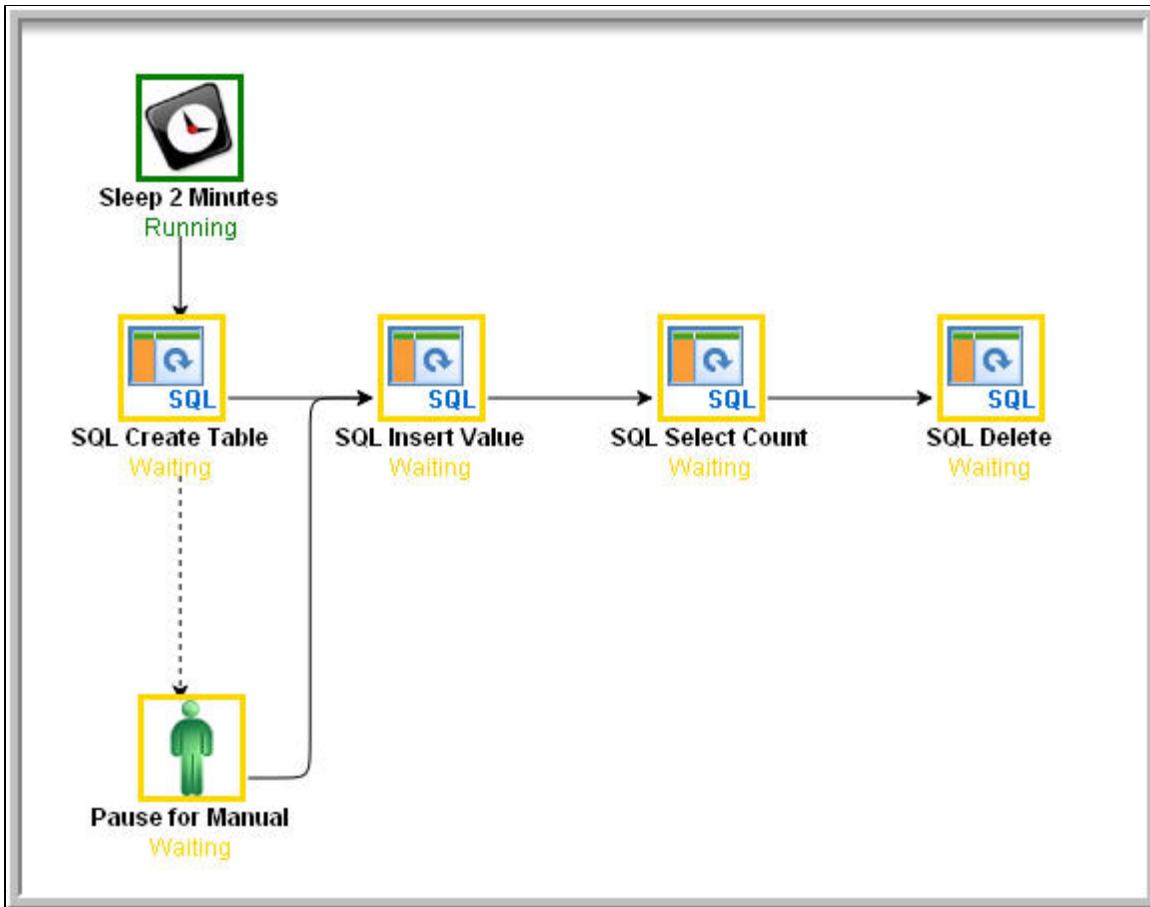 Sleep 2 Minutes
Running
SQL
SQL Create Table
Waiting
SQL
SQL Insert Value
Waiting
SQL
SQL Select Count
Waiting
SQL
SQL Delete
Waiting
Pause for Manual
Waiting